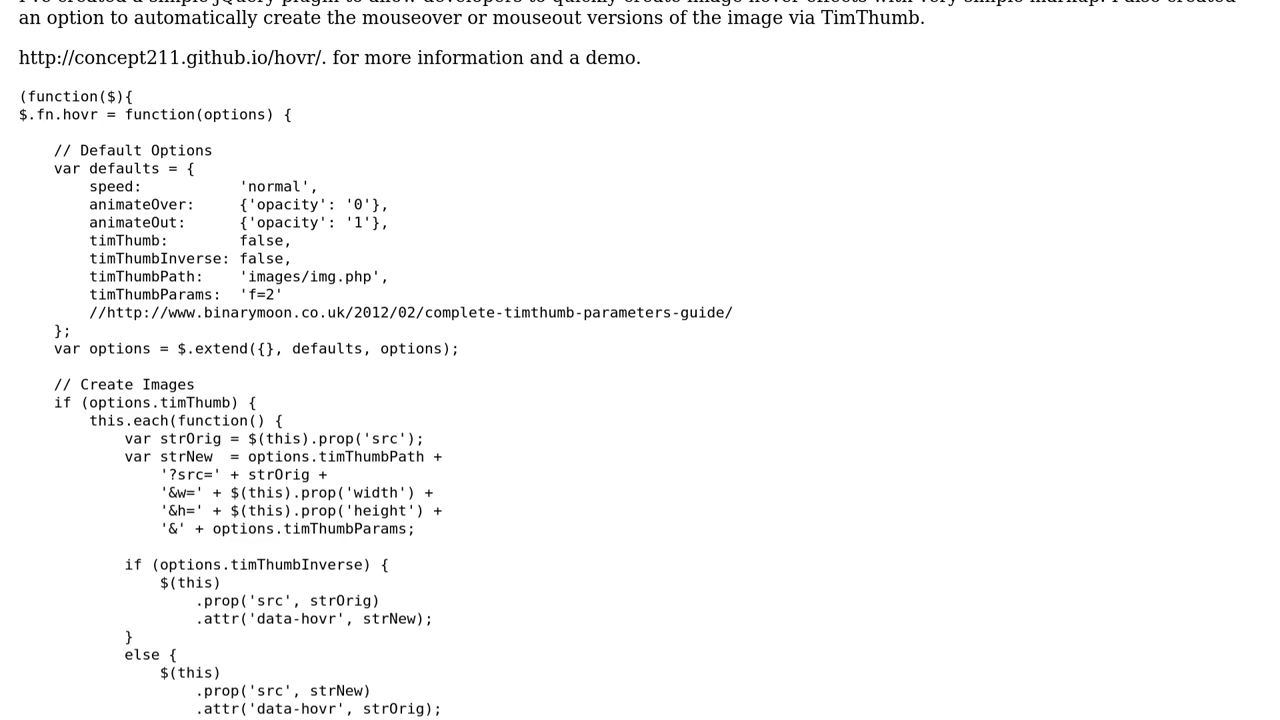 an option to automatically create the mouseover or mouseout versions of the image via TimThumb.
http://concept211.github.io/hovr/. for more information and a demo.
(function($){
$.fn.hovr = function(options) {
// Default Options
var defaults = {
speed: 'normal',
animateOver: {'opacity': '0'},
animateOut: {'opacity': '1'},
timThumb: false,
timThumbInverse: false,
timThumbPath: 'images/img.php',
timThumbParams: 'f=2'
//http://www.binarymoon.co.uk/2012/02/complete-timthumb-parameters-guide/
};
var options = $.extend({}, defaults, options);
// Create Images
if (options.timThumb) {
this.each(function() {
var strOrig = $(this).prop('src');
var strNew  = options.timThumbPath +
'?src=' + strOrig +
'&w=' + $(this).prop('width') +
'&h=' + $(this).prop('height') +
'&' + options.timThumbParams;
if (options.timThumbInverse) {
$(this)
.prop('src', strOrig)
.attr('data-hovr', strNew);
}
else {
$(this)
.prop('src', strNew)
.attr('data-hovr', strOrig);